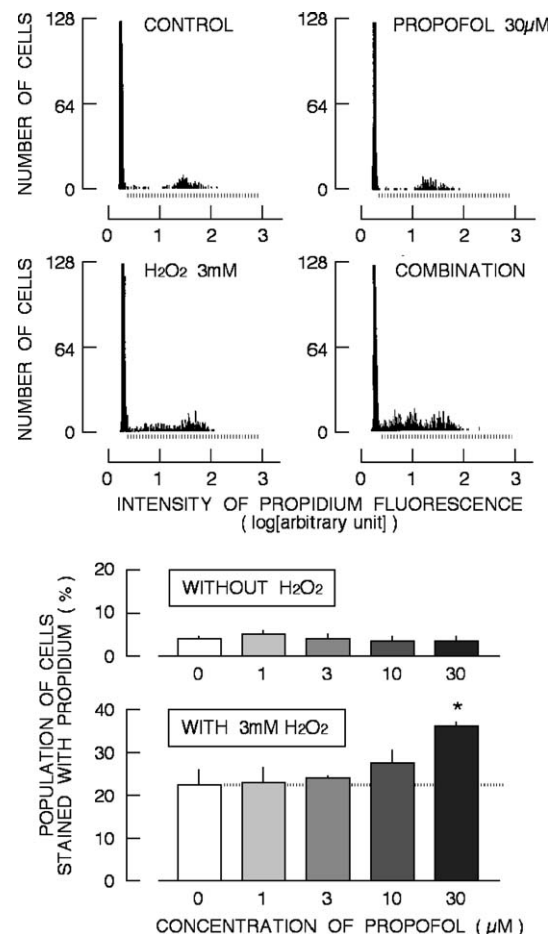 CONTROL
PROPOFOL 30µM
128
64
0
128
64
0
NUMBER OF CELLS
0 1 2 3
0 1 2 3
H₂O₂ 3mM
COMBINATION
128
64
0
128
64
0
NUMBER OF CELLS
0 1 2 3
0 1 2 3
INTENSITY OF PROPIDIUM FLUORESCENCE
( log[arbitrary unit] )
POPULATION OF CELLS
STAINED WITH PROPIDIUM ( % )
20
10
0
WITHOUT H₂O₂
0 1 3 10 30
40
30
20
10
0
WITH 3mM H₂O₂
*
0 1 3 10 30
CONCENTRATION OF PROPOFOL ( µM )